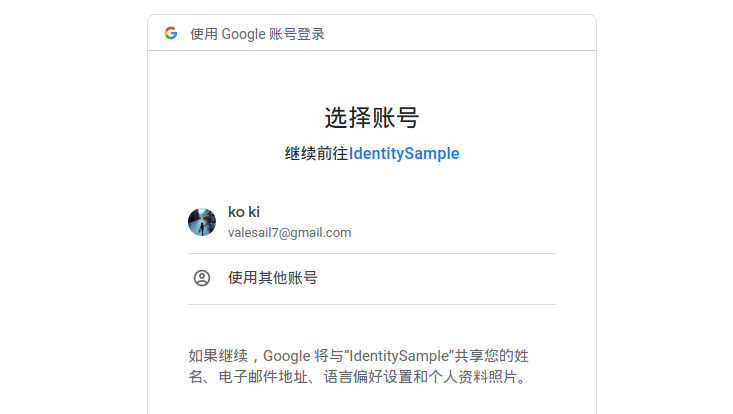 使用 Google 账号登录
选择账号
继续前往IdentitySample
ko ki
valesail7@gmail.com
使用其他账号
如果继续，Google 将与“IdentitySample”共享您的姓
名、电子邮件地址、语言偏好设置和个人资料照片。